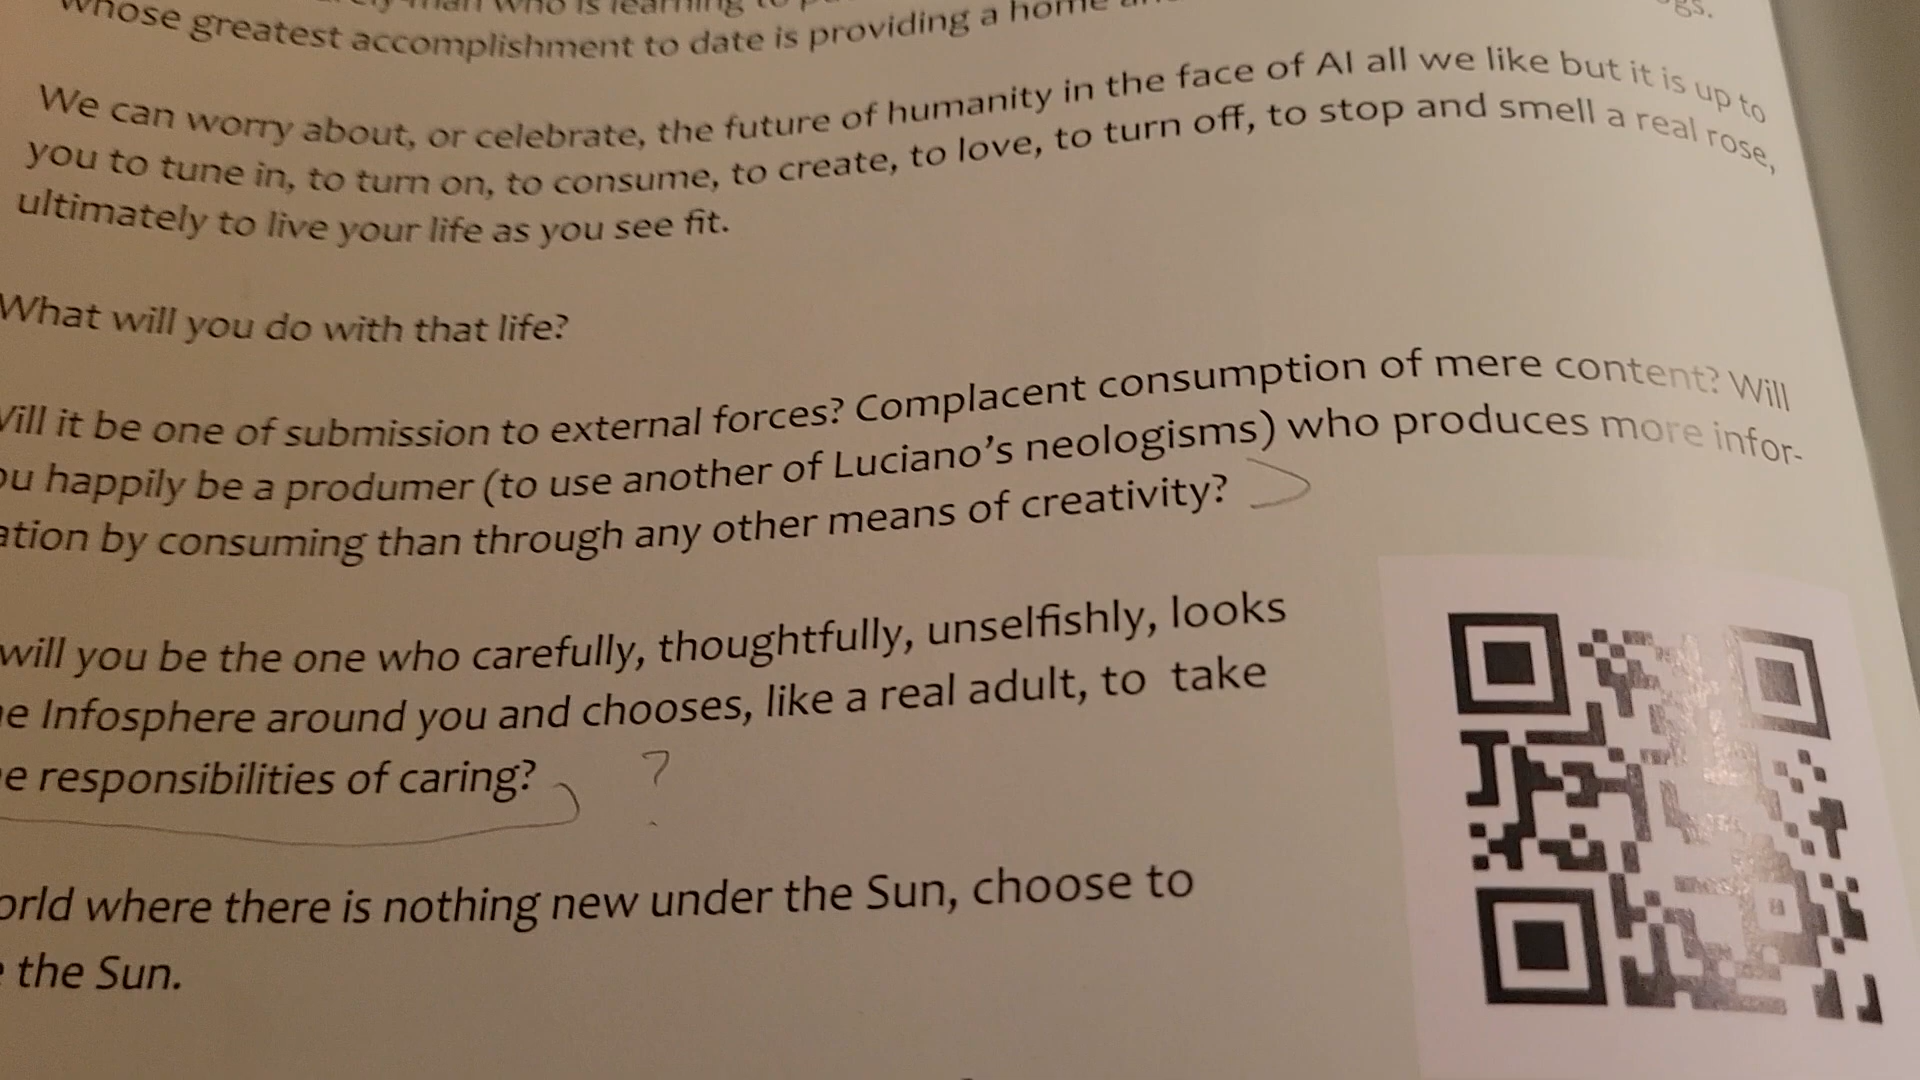 man who is learning to
whose greatest accomplishment to date is providing a home
We can worry about, or celebrate, the future of humanity in the face of AI all we like but it is up to
you to tune in, to turn on, to consume, to create, to love, to turn off, to stop and smell a real rose,
ultimately to live your life as you see fit.
What will you do with that life?
Will it be one of submission to external forces? Complacent consumption of mere content? Will
ou happily be a produmer (to use another of Luciano’s neologisms) who produces more infor-
ation by consuming than through any other means of creativity?
will you be the one who carefully, thoughtfully, unselfishly, looks
e Infosphere around you and chooses, like a real adult, to take
e responsibilities of caring?
?
orld where there is nothing new under the Sun, choose to
the Sun.